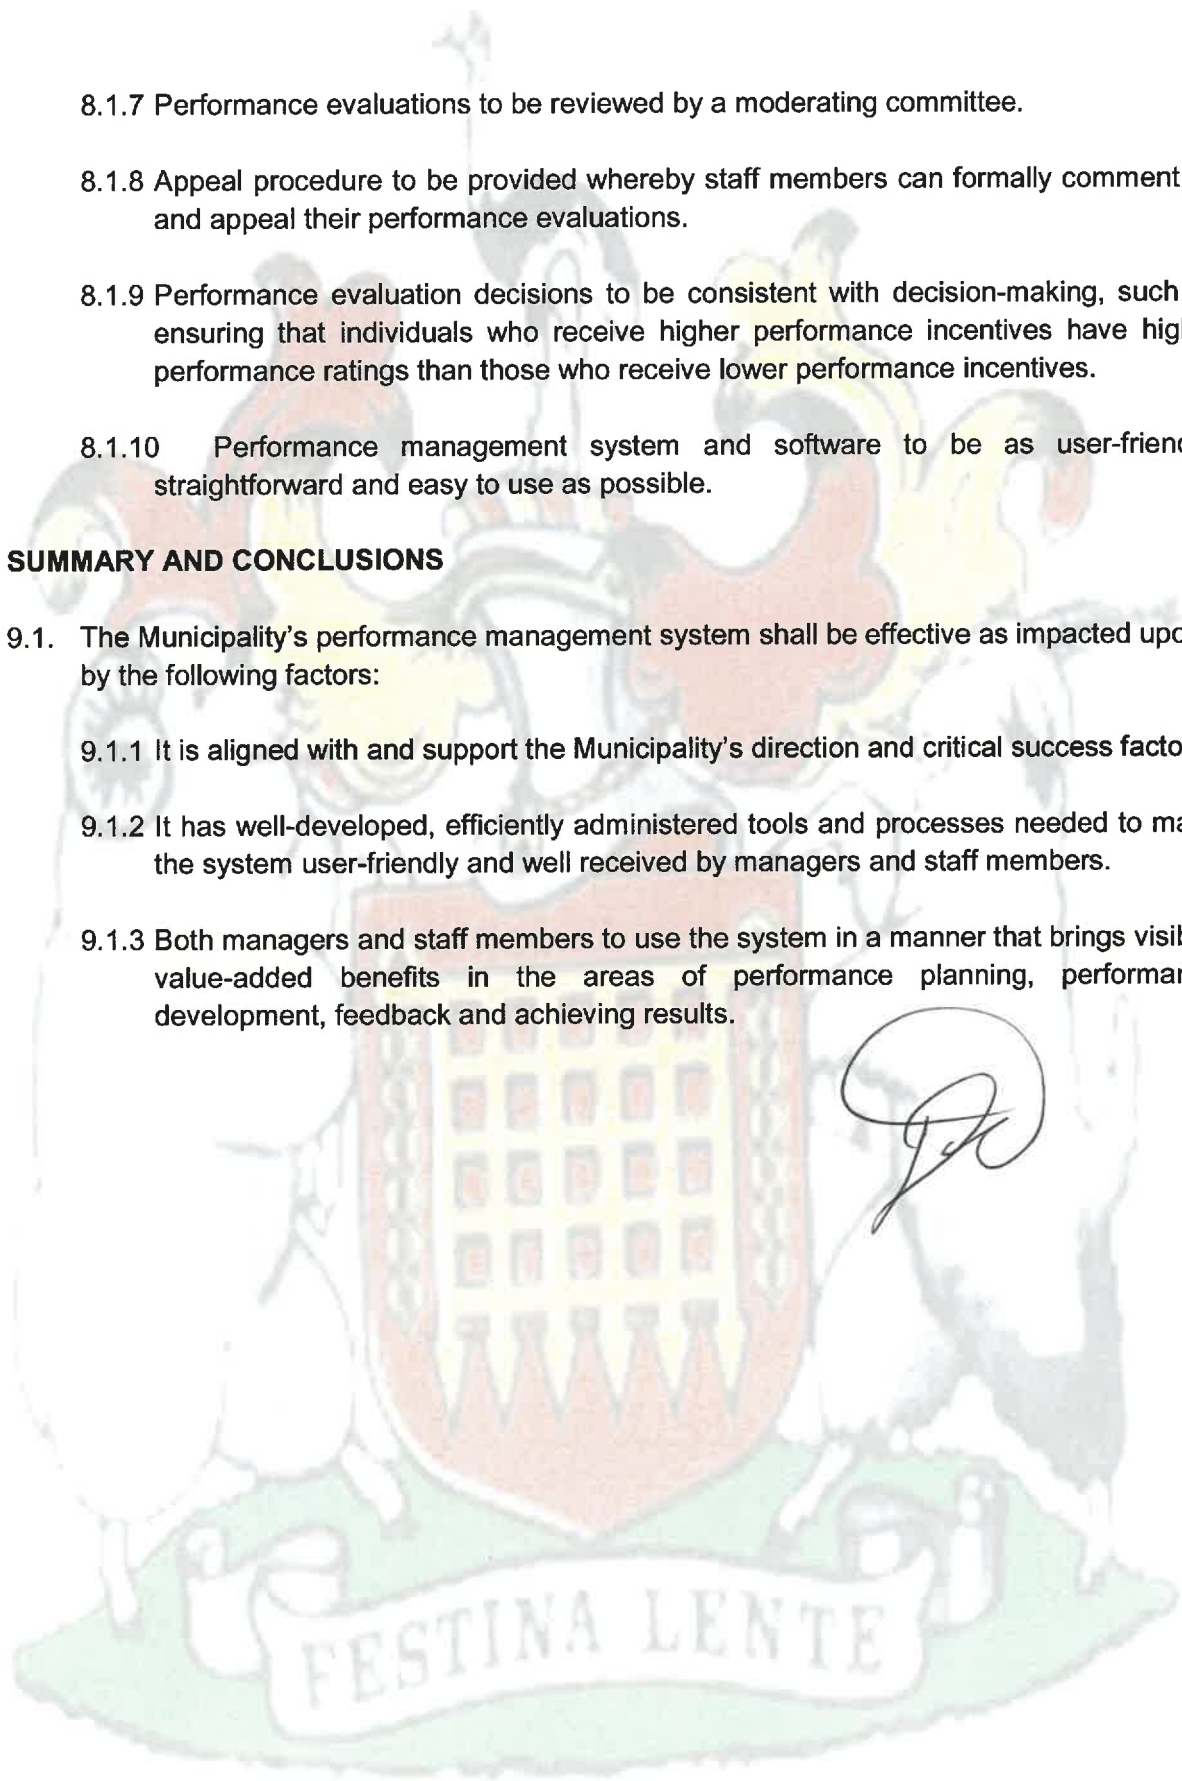 8.1.7 Performance evaluations to be reviewed by a moderating committee.
8.1.8 Appeal procedure to be provided whereby staff members can formally comment
and appeal their performance evaluations.
8.1.9 Performance evaluation decisions to be consistent with decision-making, such
ensuring that individuals who receive higher performance incentives have hig
performance ratings than those who receive lower performance incentives.
8.1.10 Performance management system and software to be as user-frien
straightforward and easy to use as possible.
SUMMARY AND CONCLUSIONS
9.1. The Municipality's performance management system shall be effective as impacted upo
by the following factors:
9.1.1 It is aligned with and support the Municipality's direction and critical success facto
9.1.2 It has well-developed, efficiently administered tools and processes needed to ma
the system user-friendly and well received by managers and staff members.
9.1.3 Both managers and staff members to use the system in a manner that brings visib
value-added benefits in the areas of performance planning, performan
development, feedback and achieving results.
FESTINA LENTE